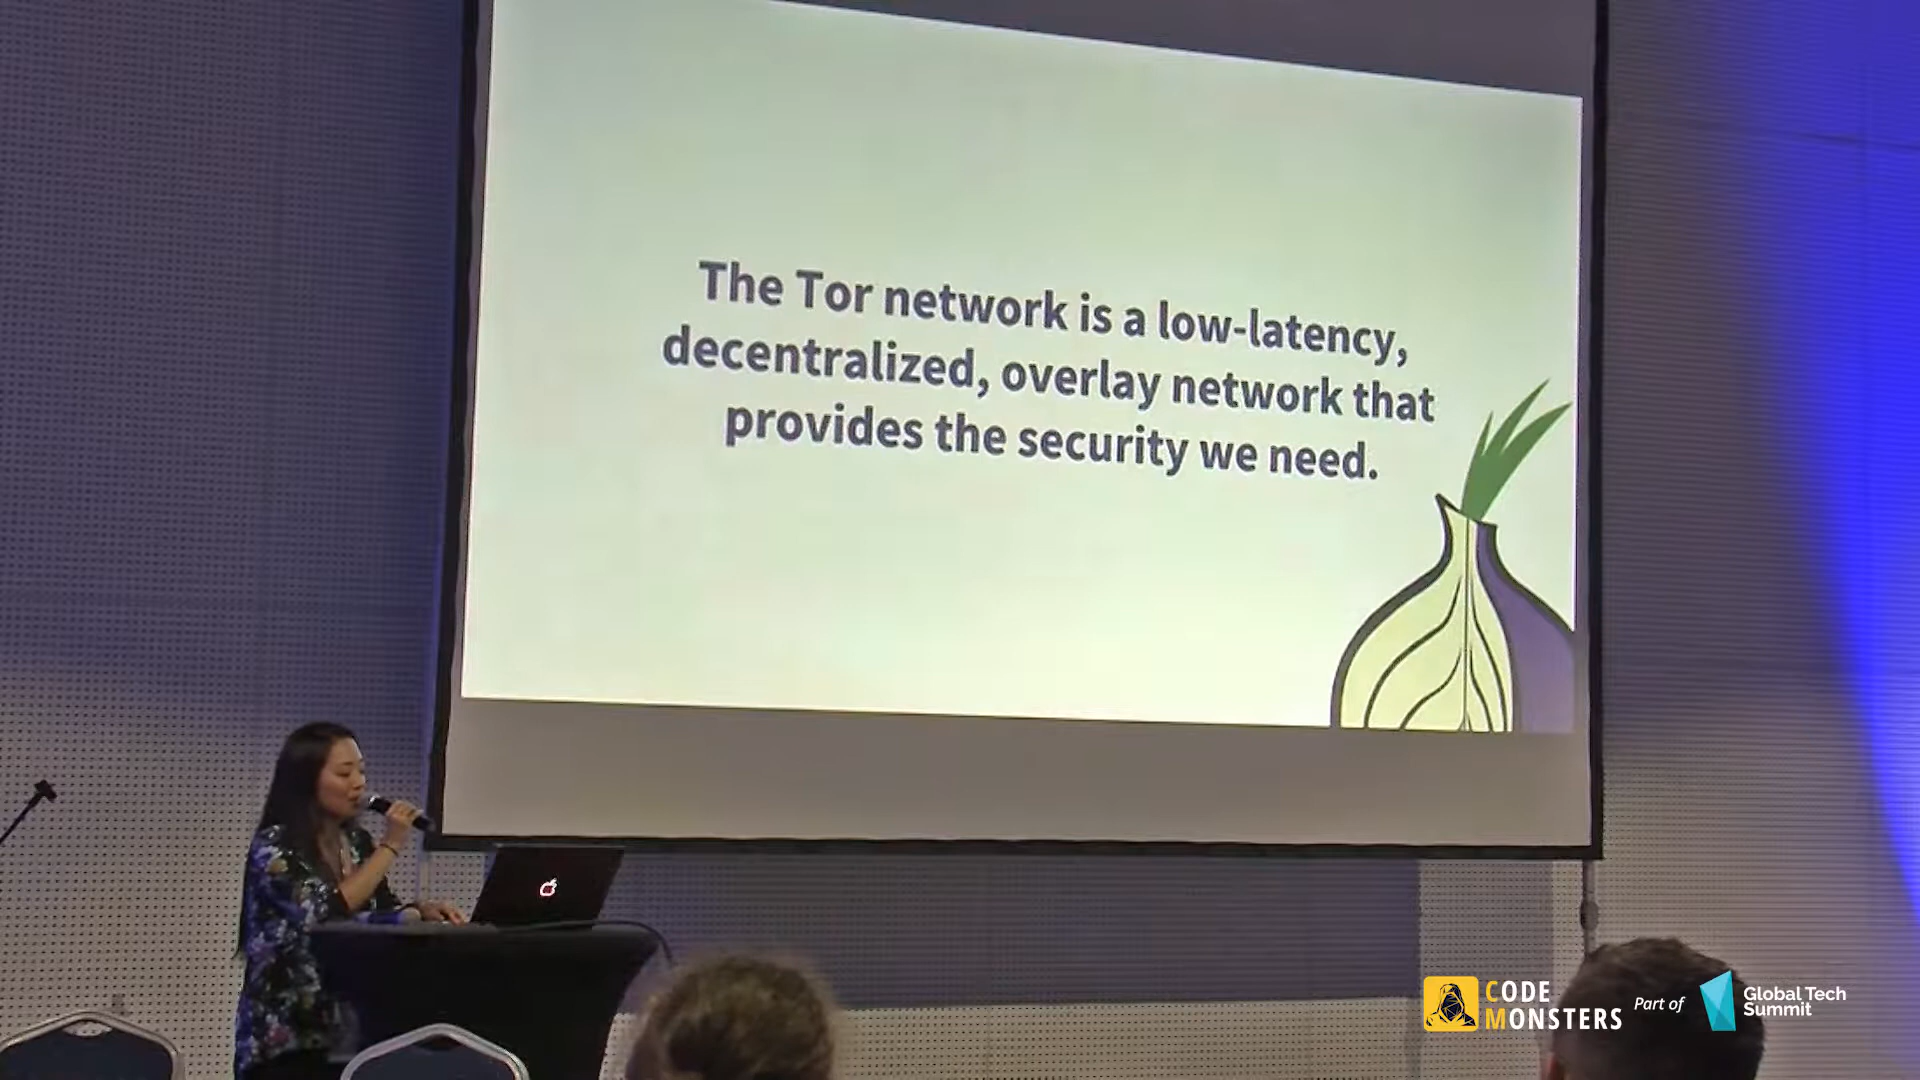 The Tor network is a low-latency,
decentralized, overlay network that
provides the security we need.
CODE
MONSTERS
Part of
Global Tech
Summit